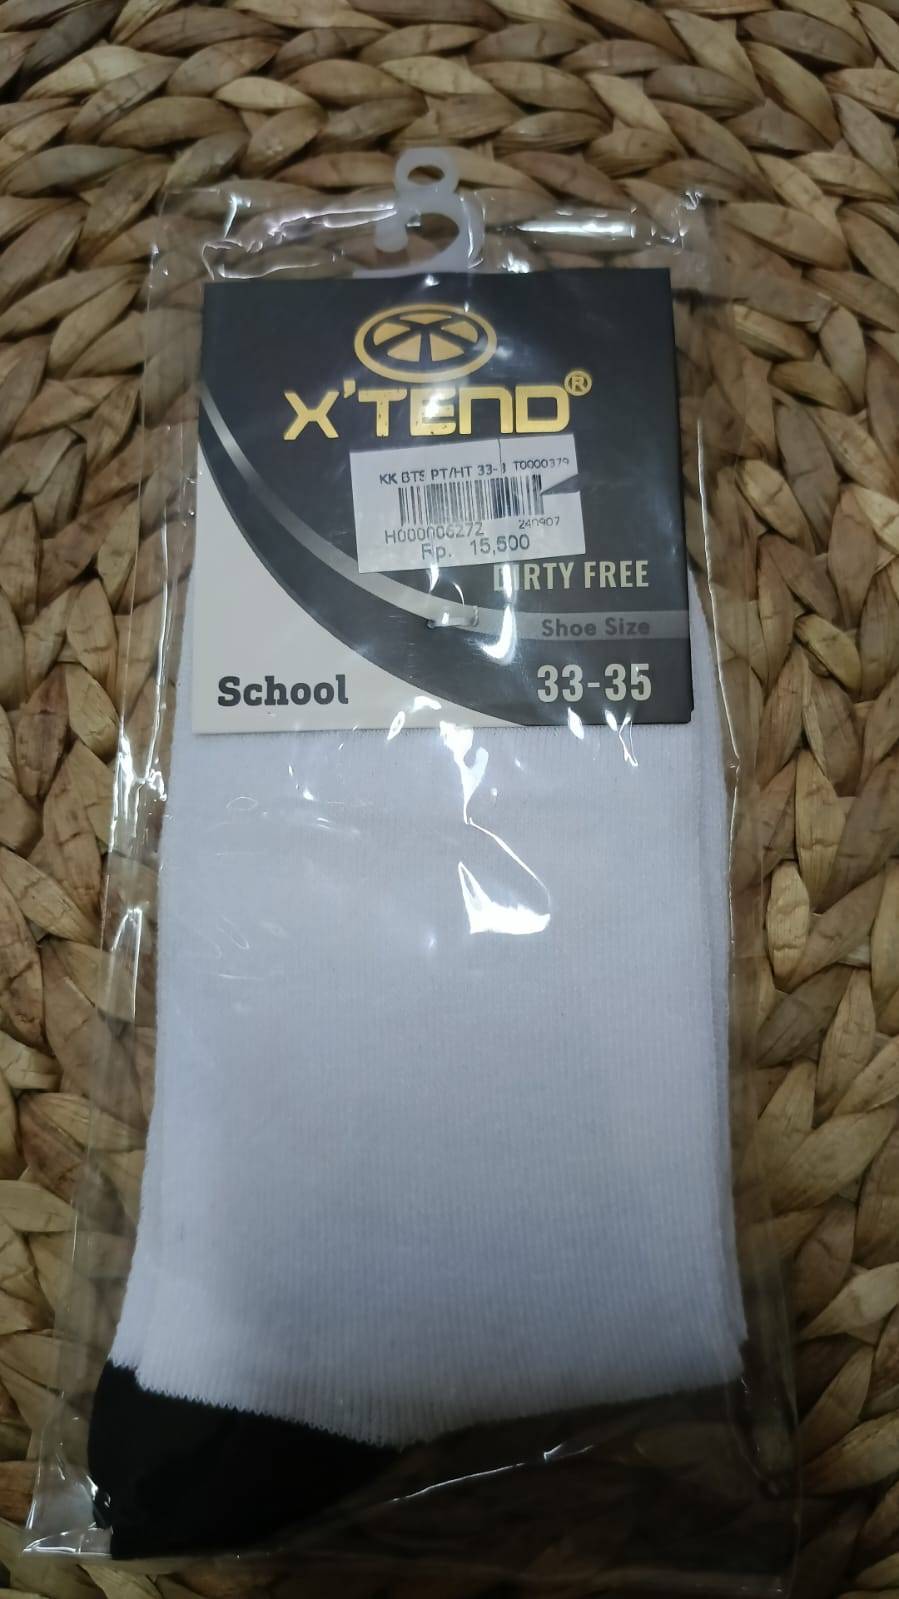 X'TEND®
KK BTS PT/HT 33- T0000379
H000006272 240907
Rp. 15,500
DIRTY FREE
Shoe Size
School 33-35